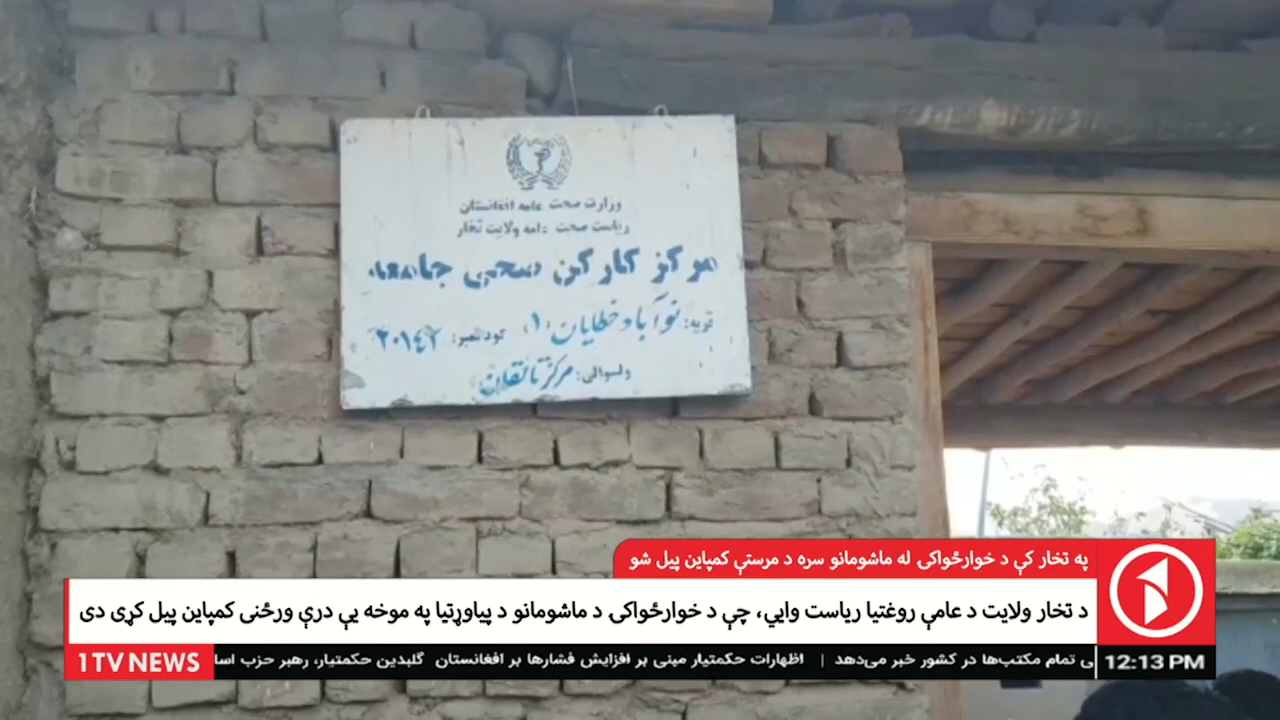 وزارت صحت عامه افغانستان
ریاست صحت عامه ولایت تخار
مرکز کارکن صحی جامعه
قریه: نوآباد خطایان (۱) کود نمبر: ۲۰۱۴۲
ولسوالی: مرکز تالقان
په تخار کې د خوارځواکۍ له ماشومانو سره د مرستې کمپاین پیل شو
د تخار ولایت د عامې روغتیا ریاست وايي، چې د خوارځواکۍ د ماشومانو د پیاوړتیا په موخه یې درې ورځنی کمپاین پیل کړی دی
1TV NEWS
ی تمام مکتب‌ها در کشور خبر می‌دهد | اظهارات حکمتیار مبنی بر افزایش فشارها بر افغانستان گلبدین حکمتیار، رهبر حزب اسا
12:13 PM